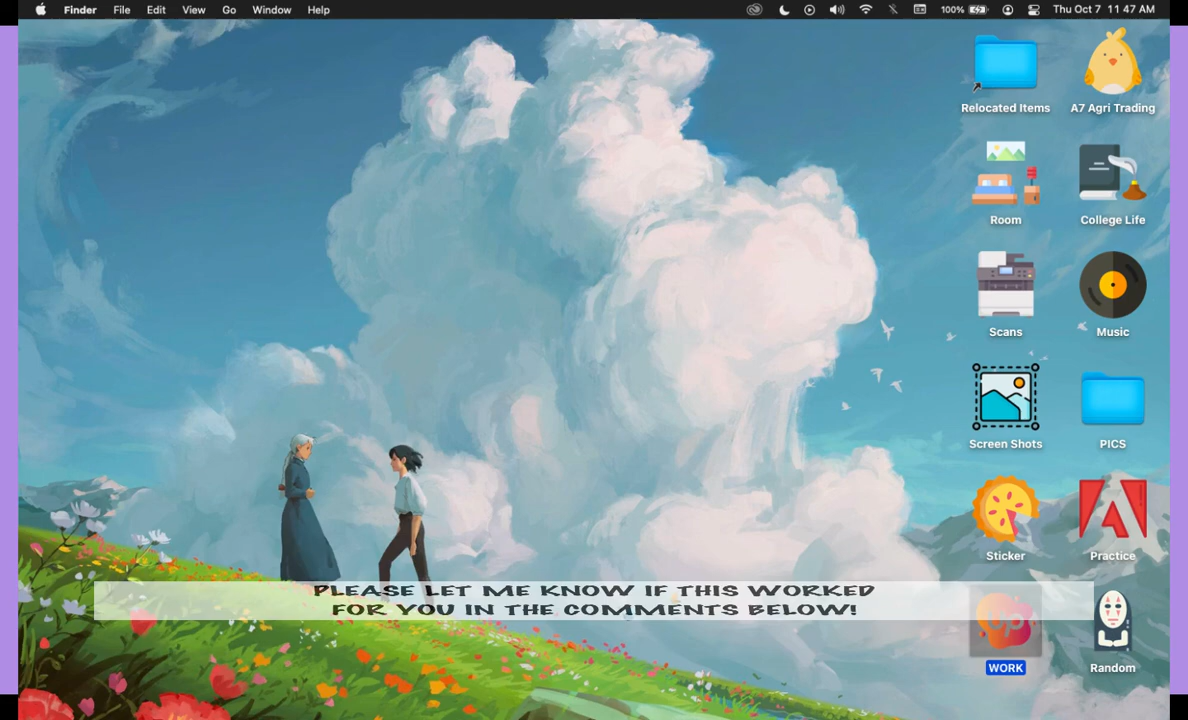 Finder File Edit View Go Window Help 100% Thu Oct 7 11 47 AM
Relocated Items A7 Agri Trading
Room College Life
Scans Music
Screen Shots PICS
Sticker Practice
PLEASE LET ME KNOW IF THIS WORKED
FOR YOU IN THE COMMENTS BELOW!
up
WORK Random